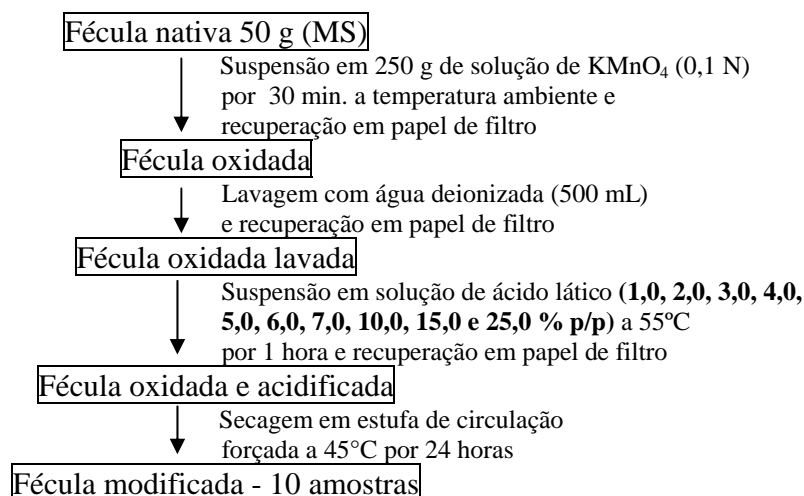 Fécula nativa 50 g (MS)
Suspensão em 250 g de solução de KMnO₄ (0,1 N)
por 30 min. a temperatura ambiente e
recuperação em papel de filtro
Fécula oxidada
Lavagem com água deionizada (500 mL)
e recuperação em papel de filtro
Fécula oxidada lavada
Suspensão em solução de ácido lático (1,0, 2,0, 3,0, 4,0,
5,0, 6,0, 7,0, 10,0, 15,0 e 25,0 % p/p) a 55ºC
por 1 hora e recuperação em papel de filtro
Fécula oxidada e acidificada
Secagem em estufa de circulação
forçada a 45°C por 24 horas
Fécula modificada - 10 amostras